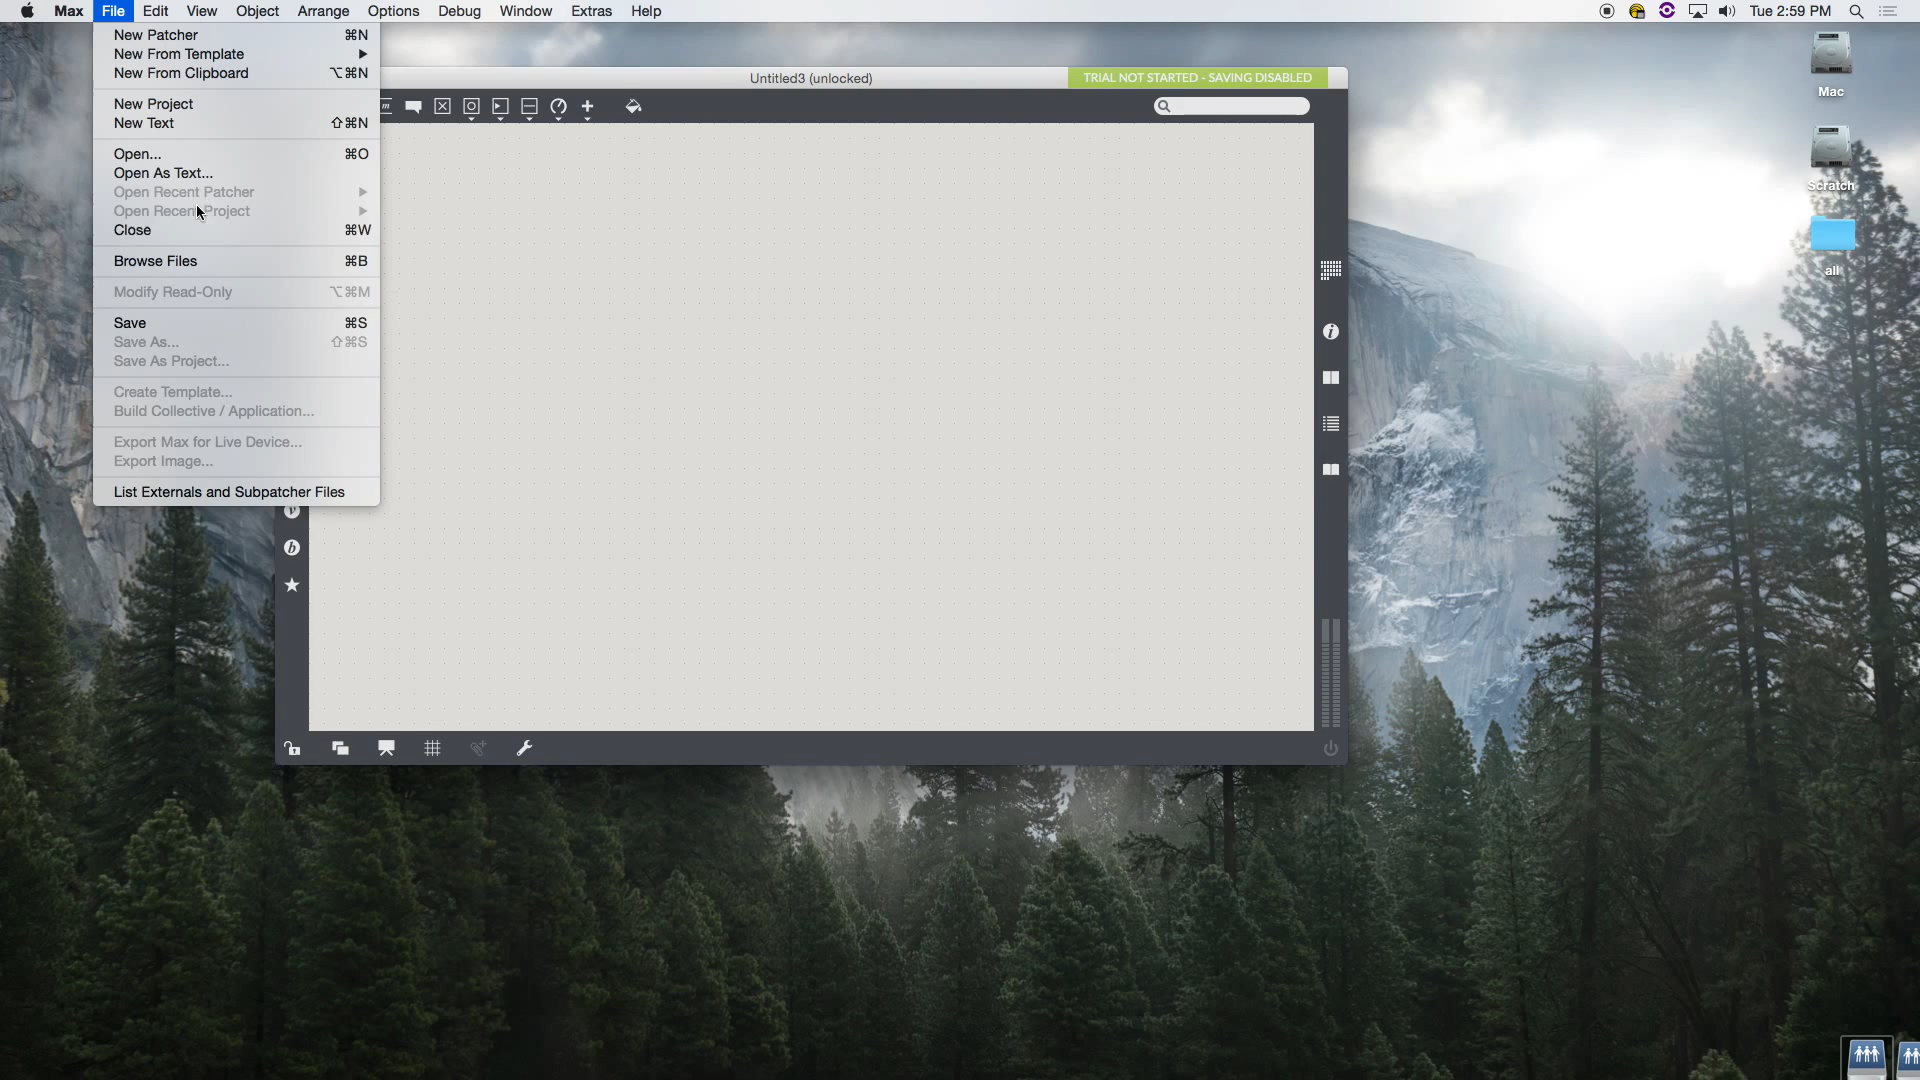 Max File Edit View Object Arrange Options Debug Window Extras Help Tue 2:59 PM
New Patcher ⌘N
New From Template ▶
New From Clipboard ⌥⌘N
New Project
New Text ⇧⌘N
Open... ⌘O
Open As Text...
Open Recent Patcher ▶
Open Recent Project ▶
Close ⌘W
Browse Files ⌘B
Modify Read-Only ⌥⌘M
Save ⌘S
Save As... ⇧⌘S
Save As Project...
Create Template...
Build Collective / Application...
Export Max for Live Device...
Export Image...
List Externals and Subpatcher Files
Untitled3 (unlocked) TRIAL NOT STARTED - SAVING DISABLED
m
i
v
b
Mac
Scratch
all